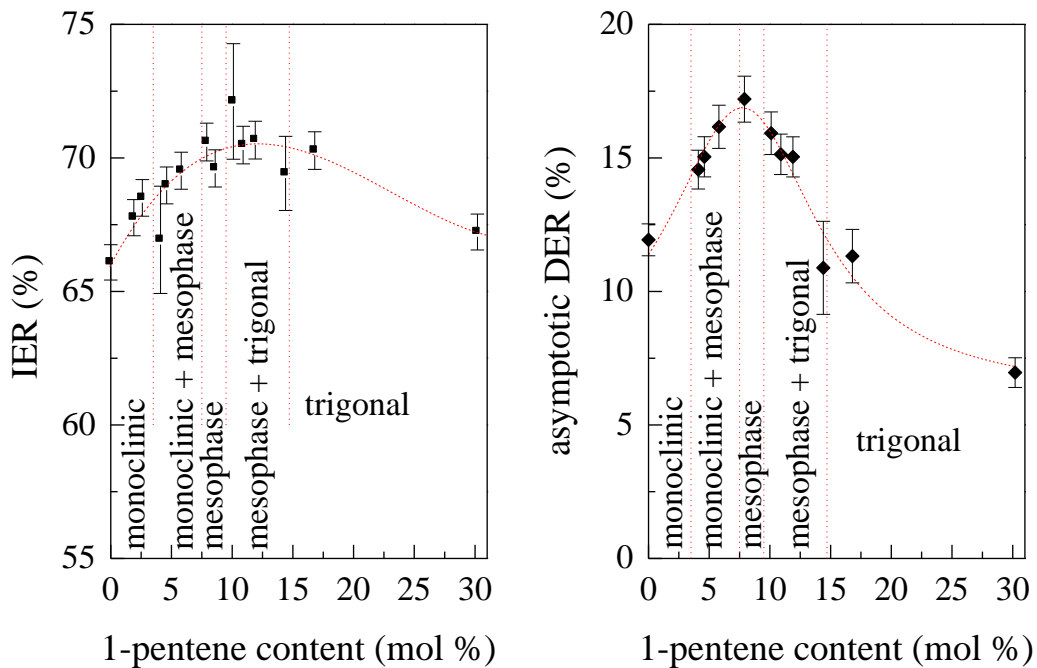 IER (%)
75
70
65
60
55
monoclinic
monoclinic + mesophase
mesophase
mesophase + trigonal
trigonal
0 5 10 15 20 25 30
1-pentene content (mol %)
asymptotic DER (%)
20
15
10
5
0
monoclinic
monoclinic + mesophase
mesophase
mesophase + trigonal
trigonal
0 5 10 15 20 25 30
1-pentene content (mol %)